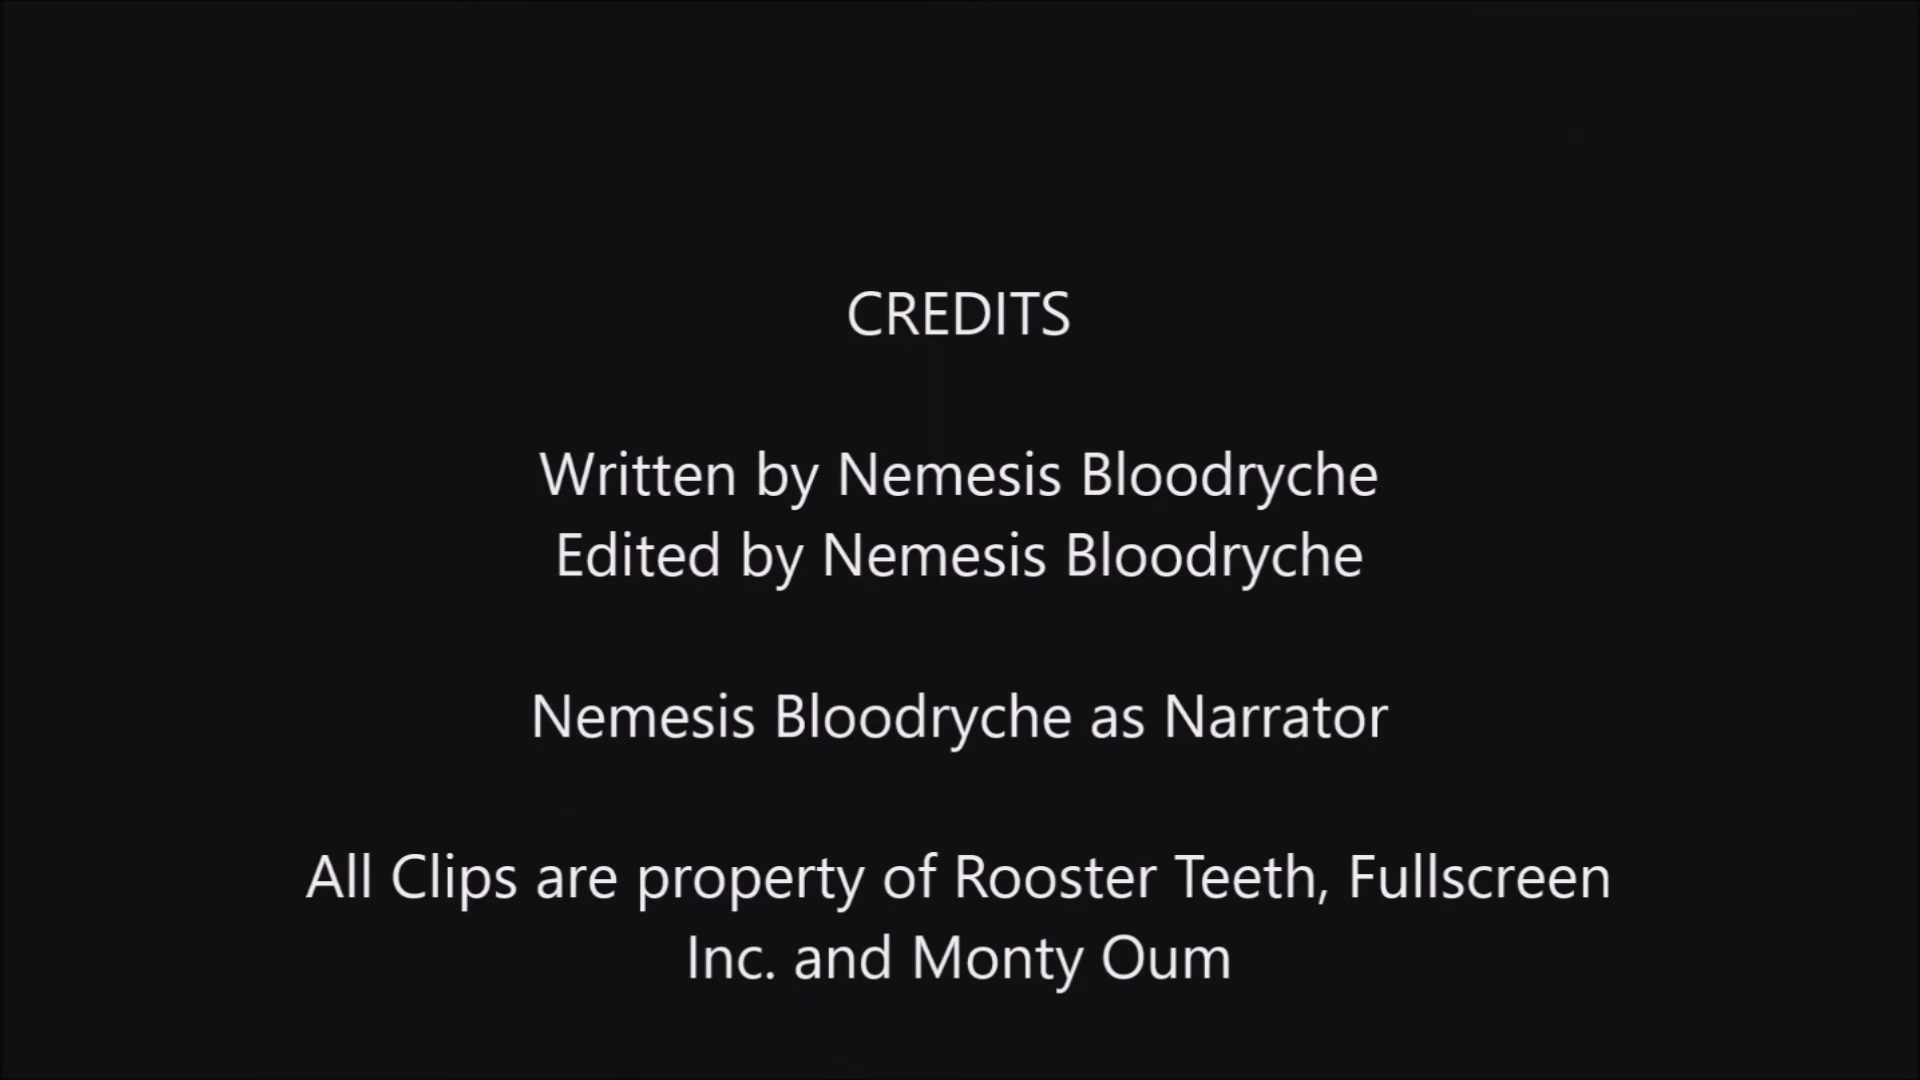 CREDITS
Written by Nemesis Bloodryche
Edited by Nemesis Bloodryche
Nemesis Bloodryche as Narrator
All Clips are property of Rooster Teeth, Fullscreen
Inc. and Monty Oum